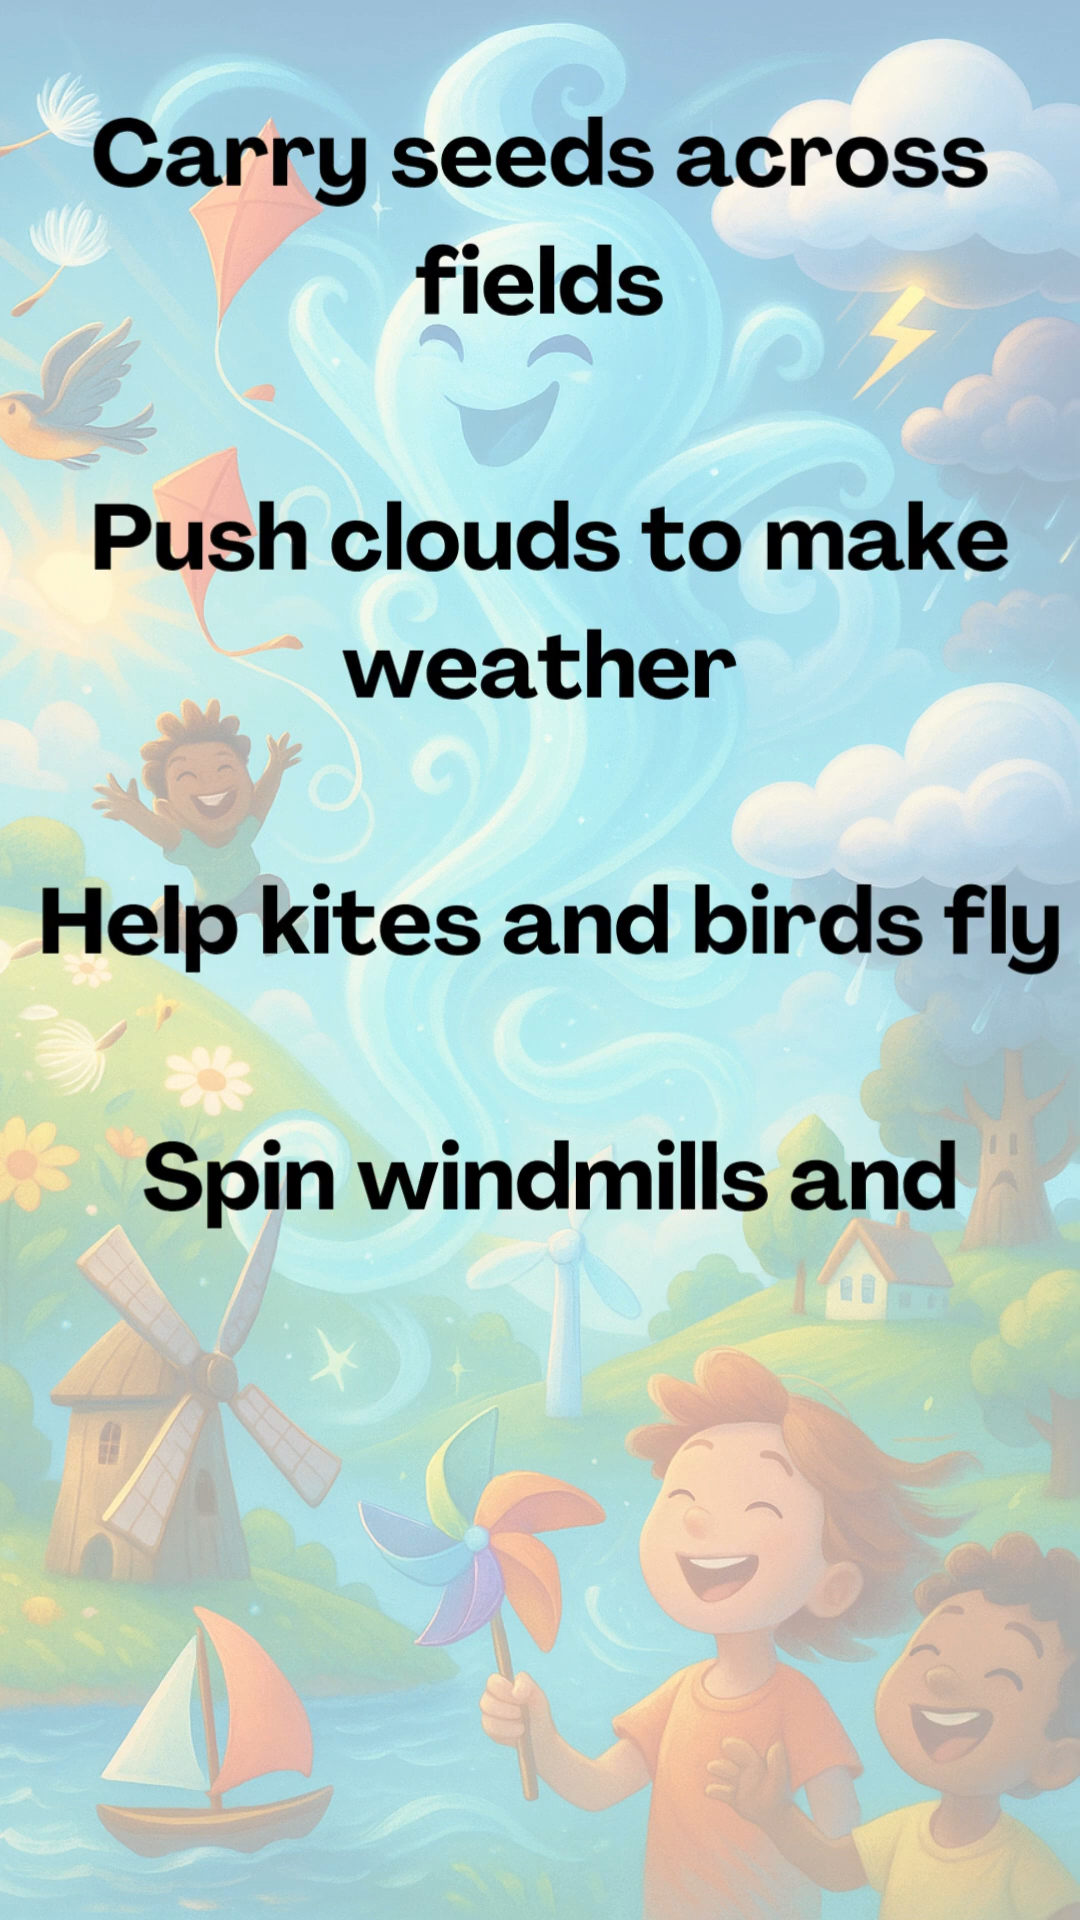 Carry seeds across
fields
Push clouds to make
weather
Help kites and birds fly
Spin windmills and